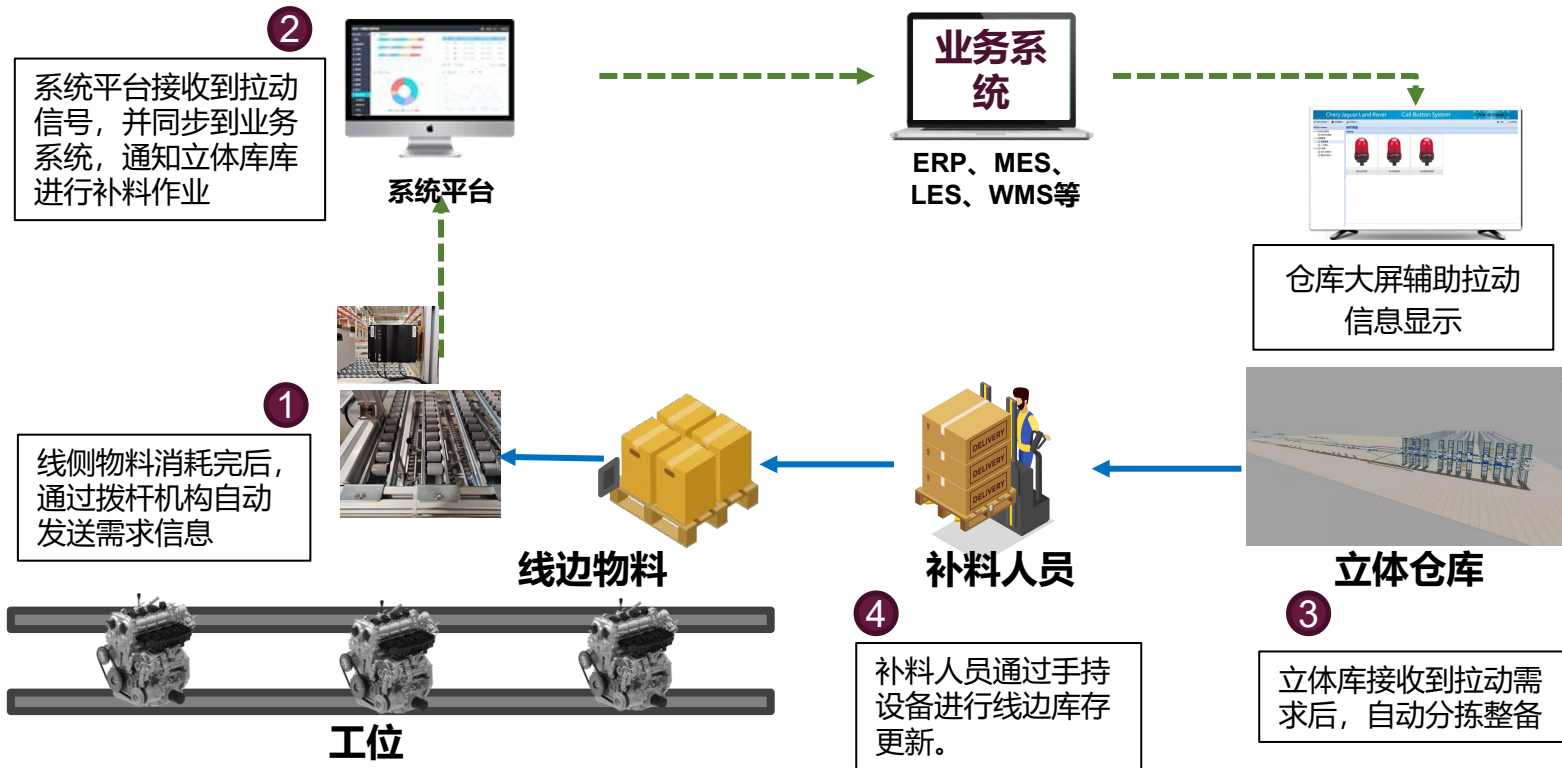 2
系统平台接收到拉动
信号，并同步到业务
系统，通知立体库库
进行补料作业
系统平台
业务系
统
ERP、MES、
LES、WMS等
Chery Jaguar Land Rover Call Button System
仓库大屏辅助拉动
信息显示
1
线侧物料消耗完后，
通过拨杆机构自动
发送需求信息
DELIVERY
DELIVERY
DELIVERY
线边物料
补料人员
立体仓库
工位
4
补料人员通过手持
设备进行线边库存
更新。
3
立体库接收到拉动需
求后，自动分拣整备